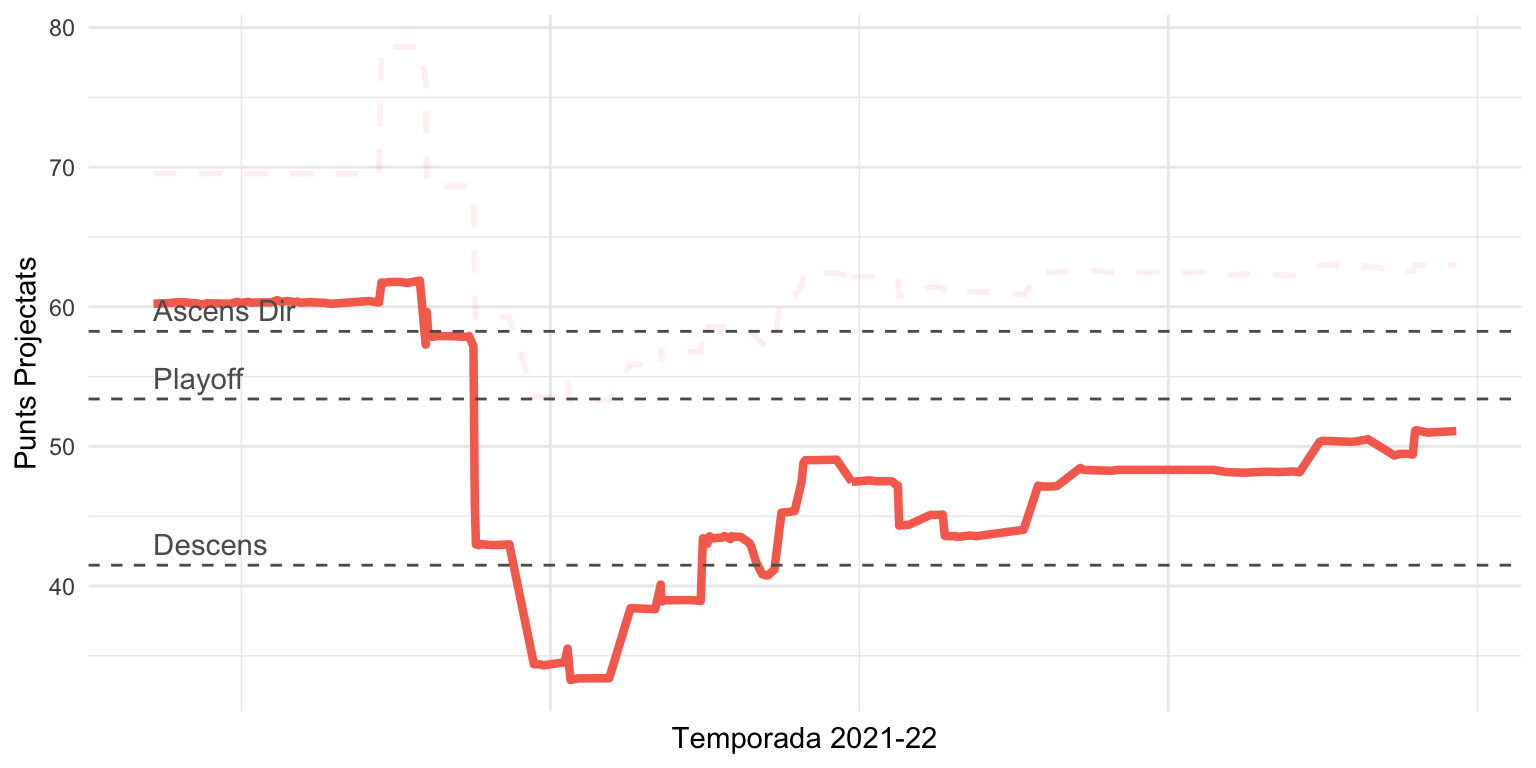 80
70
60
50
40
Punts Projectats
Ascens Dir
Playoff
Descens
Temporada 2021-22